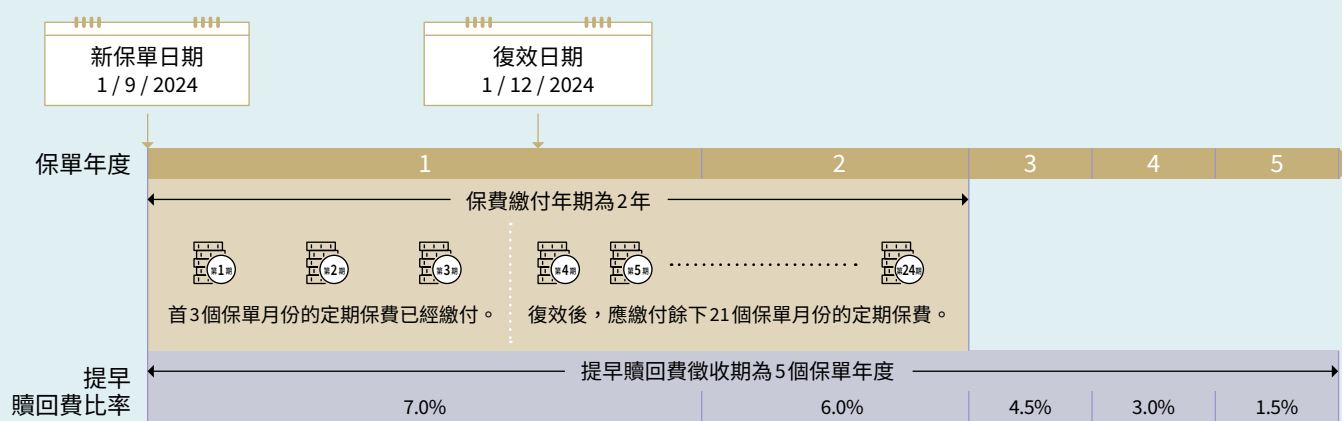 新保單日期
1 / 9 / 2024
復效日期
1 / 12 / 2024
保單年度
1
2
3
4
5
保費繳付年期為2年
第1期
第2期
第3期
第4期
第5期
第24期
首3個保單月份的定期保費已經繳付。
復效後,應繳付餘下21個保單月份的定期保費。
提早贖回費徵收期為5個保單年度
提早
贖回費比率
7.0%
6.0%
4.5%
3.0%
1.5%